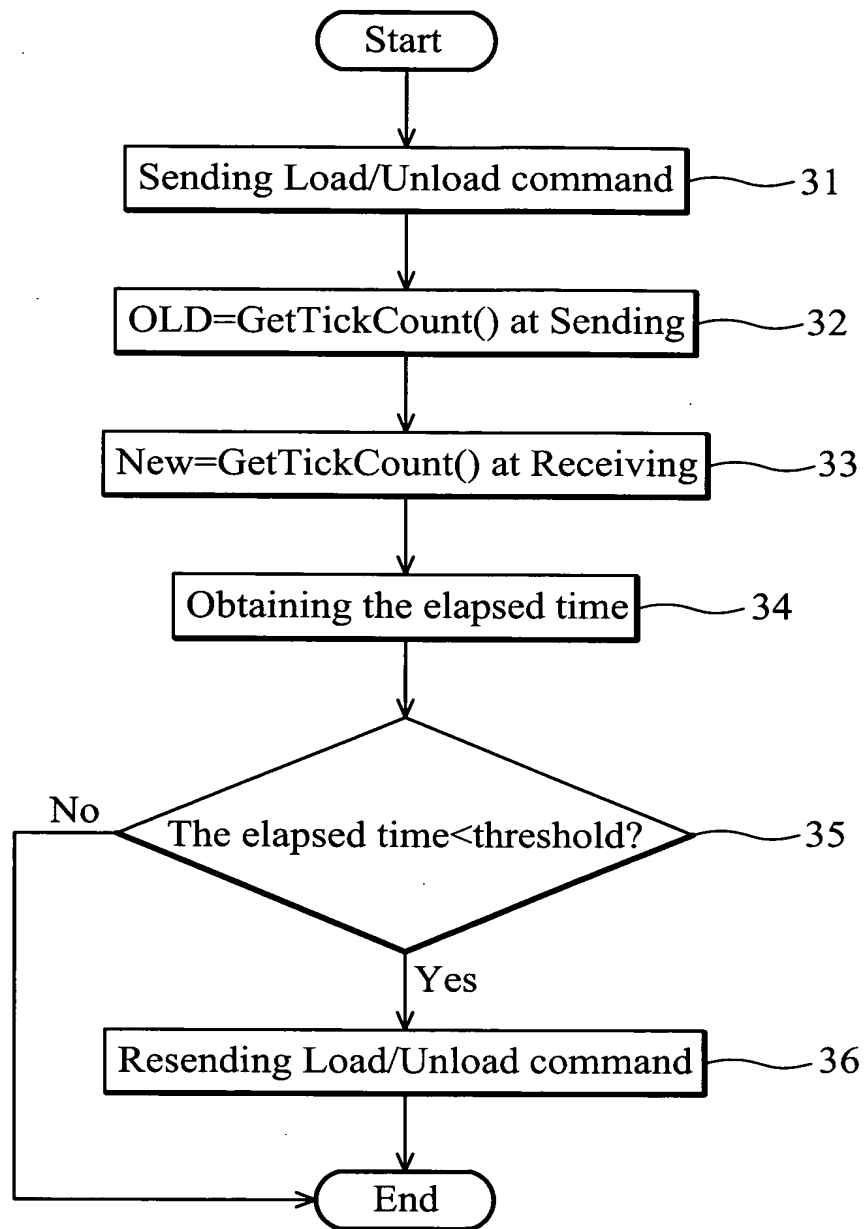 Start
Sending Load/Unload command
31
OLD=GetTickCount() at Sending
32
New=GetTickCount() at Receiving
33
Obtaining the elapsed time
34
No
The elapsed time<threshold?
35
Yes
Resending Load/Unload command
36
End